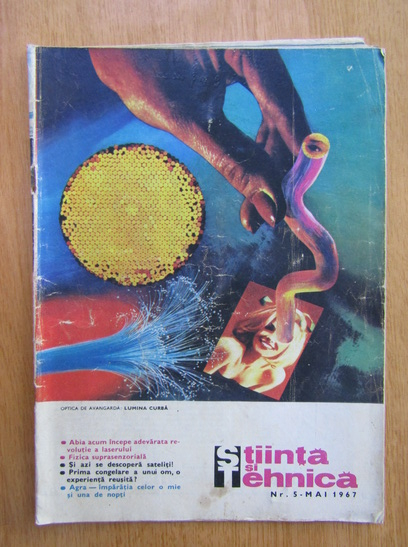 OPTICA DE AVANGARDĂ: LUMINA CURBĂ
● Abia acum începe adevărata re-
voluție a laserului
● Fizica suprasenzorială
● Și azi se descoperă sateliți!
● Prima congelare a unui om, o
experiență reușită?
● Agra — împărăția celor o mie
și una de nopți
Știința
și
Tehnică
Nr. 5-MAI 1967